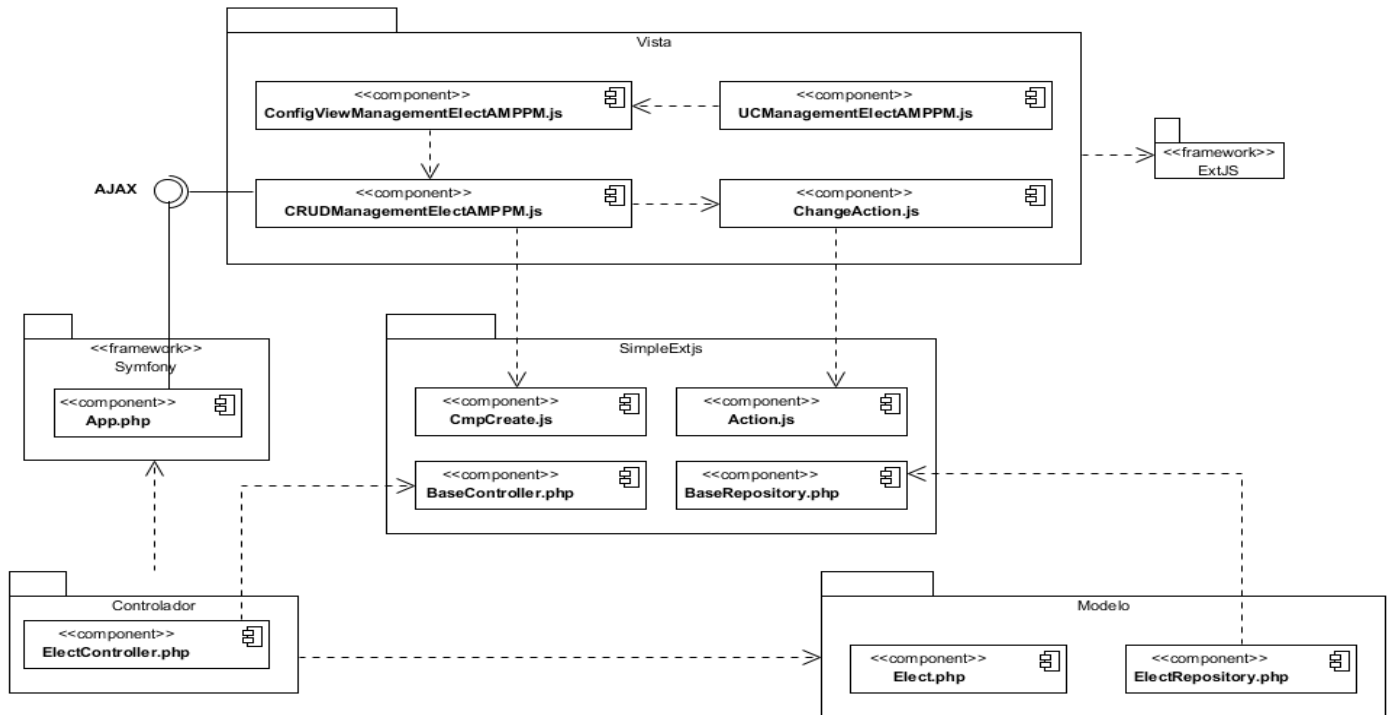 Vista
<<component>>
ConfigViewManagementElectAMPPM.js
<<component>>
UCManagementElectAMPPM.js
<<framework>>
ExtJS
AJAX
<<component>>
CRUDManagementElectAMPPM.js
<<component>>
ChangeAction.js
<<framework>>
Symfony
<<component>>
App.php
SimpleExtjs
<<component>>
CmpCreate.js
<<component>>
Action.js
<<component>>
BaseController.php
<<component>>
BaseRepository.php
Controlador
<<component>>
ElectController.php
Modelo
<<component>>
Elect.php
<<component>>
ElectRepository.php